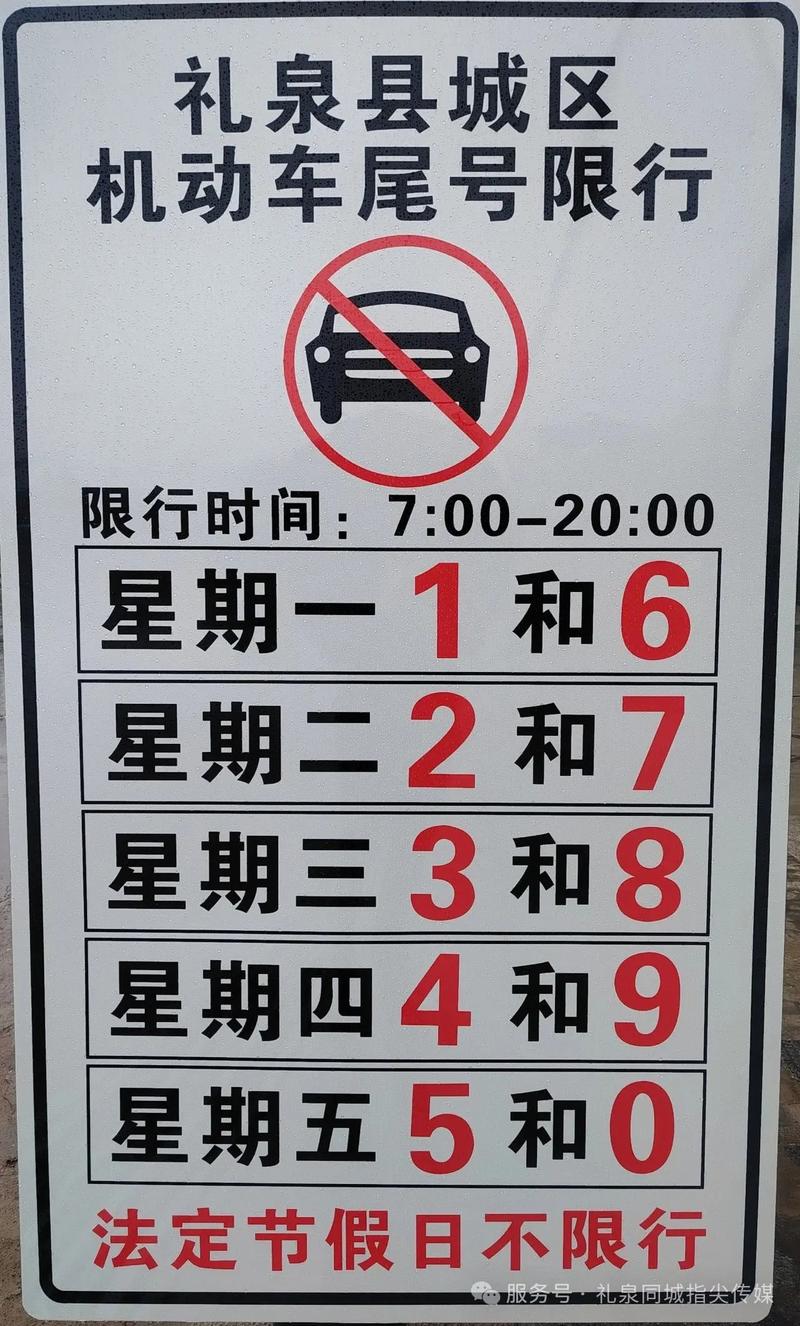 礼泉县城区
机动车尾号限行
限行时间：7:00-20:00
星期一1和6
星期二2和7
星期三3和8
星期四4和9
星期五5和0
法定节假日不限行
服务号·礼泉同城指尖传媒